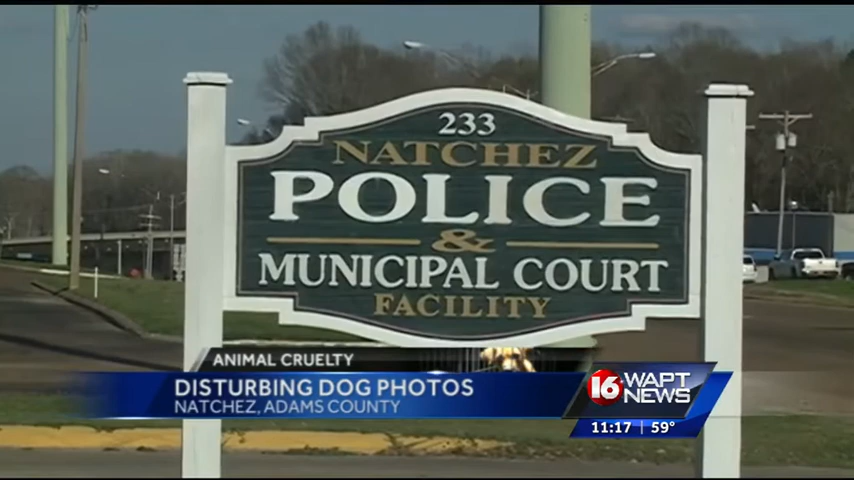 233
NATCHEZ
POLICE
&
MUNICIPAL COURT
FACILITY
ANIMAL CRUELTY
DISTURBING DOG PHOTOS
NATCHEZ, ADAMS COUNTY
16 WAPT
NEWS
11:17 59°